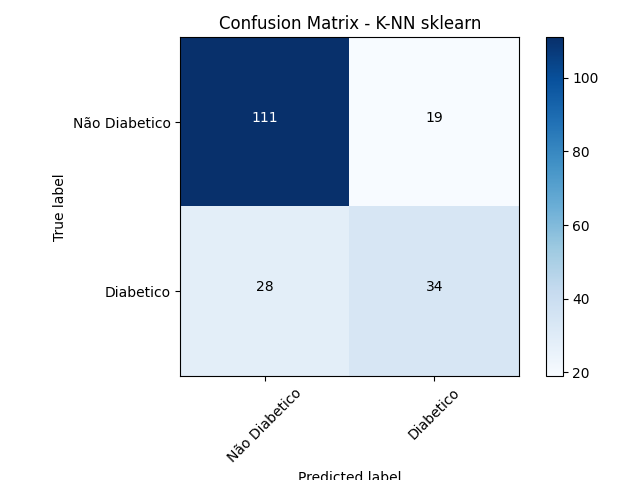 Confusion Matrix - K-NN sklearn
True label
Não Diabetico
111
19
Diabetico
28
34
Não Diabetico
Diabetico
Predicted label
100
80
60
40
20